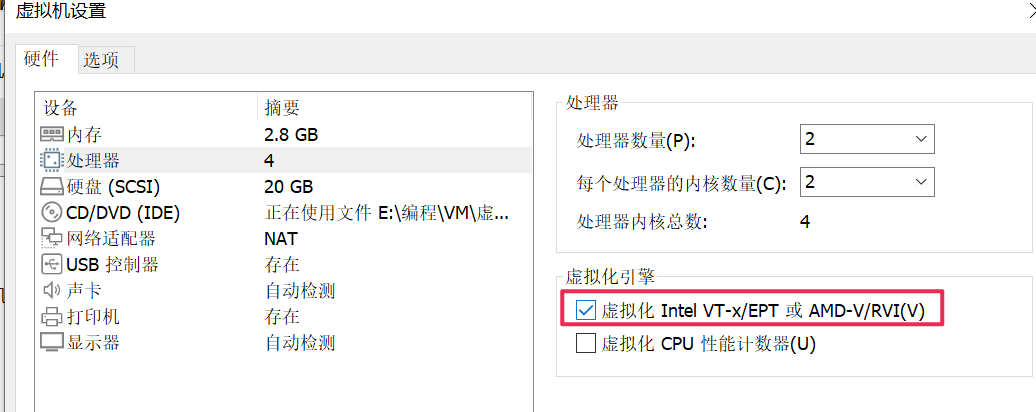 虚拟机设置
硬件 选项
设备 摘要
内存 2.8 GB
处理器 4
硬盘 (SCSI) 20 GB
CD/DVD (IDE) 正在使用文件 E:\编程\VM\虚...
网络适配器 NAT
USB 控制器 存在
声卡 自动检测
打印机 存在
显示器 自动检测
处理器
处理器数量(P): 2
每个处理器的内核数量(C): 2
处理器内核总数: 4
虚拟化引擎
虚拟化 Intel VT-x/EPT 或 AMD-V/RVI(V)
虚拟化 CPU 性能计数器(U)